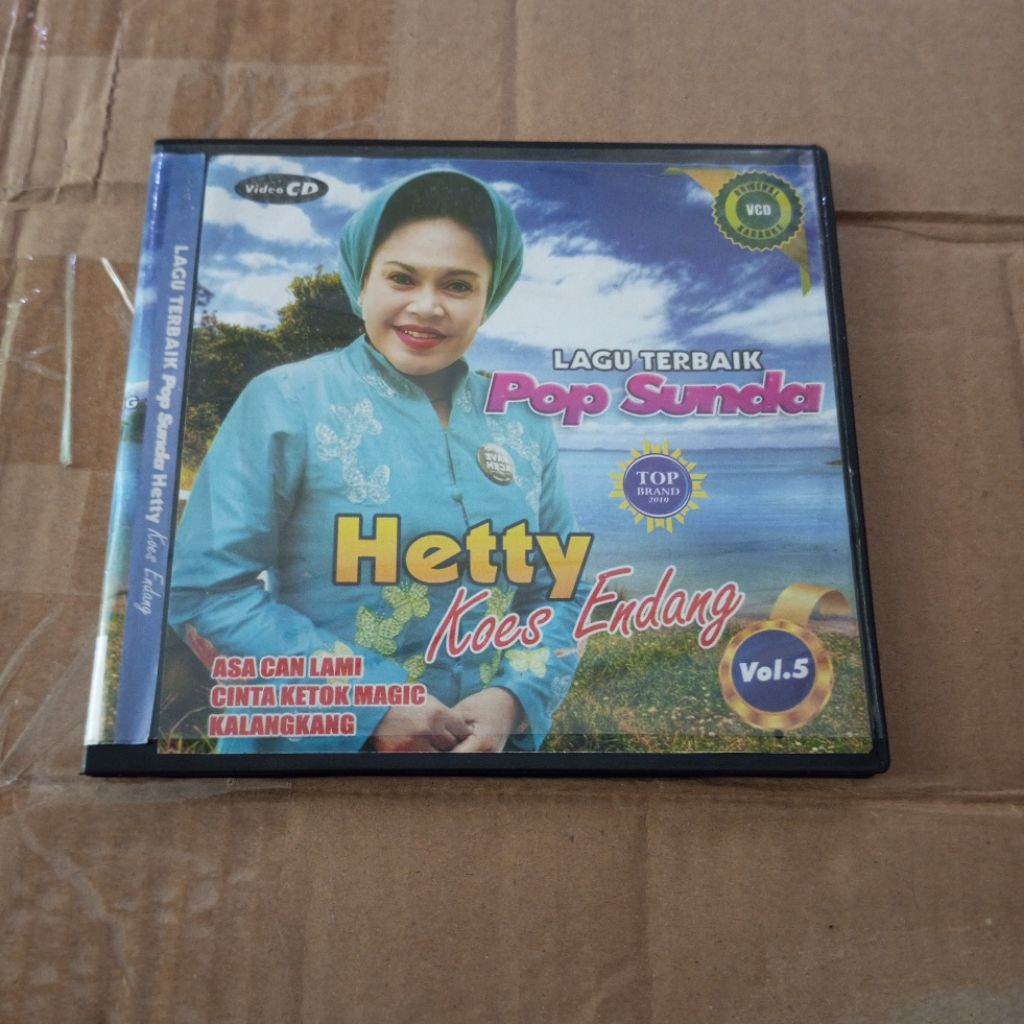 LAGU TERBAIK Pop Sunda Hetty Koes Endang
Video CD
VCD
KARAOKE
LAGU TERBAIK
Pop Sunda
TOP
BRAND
2010
Hetty
Koes Endang
Vol.5
ASA CAN LAMI
CINTA KETOK MAGIC
KALANGKANG